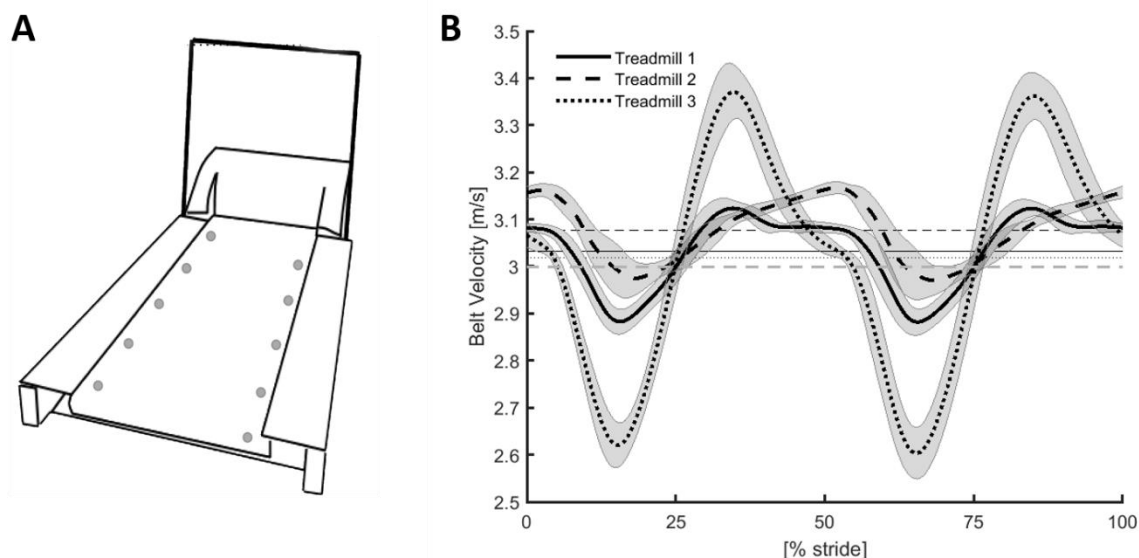 A
B
Treadmill 1
Treadmill 2
Treadmill 3
Belt Velocity [m/s]
3.5
3.4
3.3
3.2
3.1
3
2.9
2.8
2.7
2.6
2.5
0
25
50
75
100
[% stride]